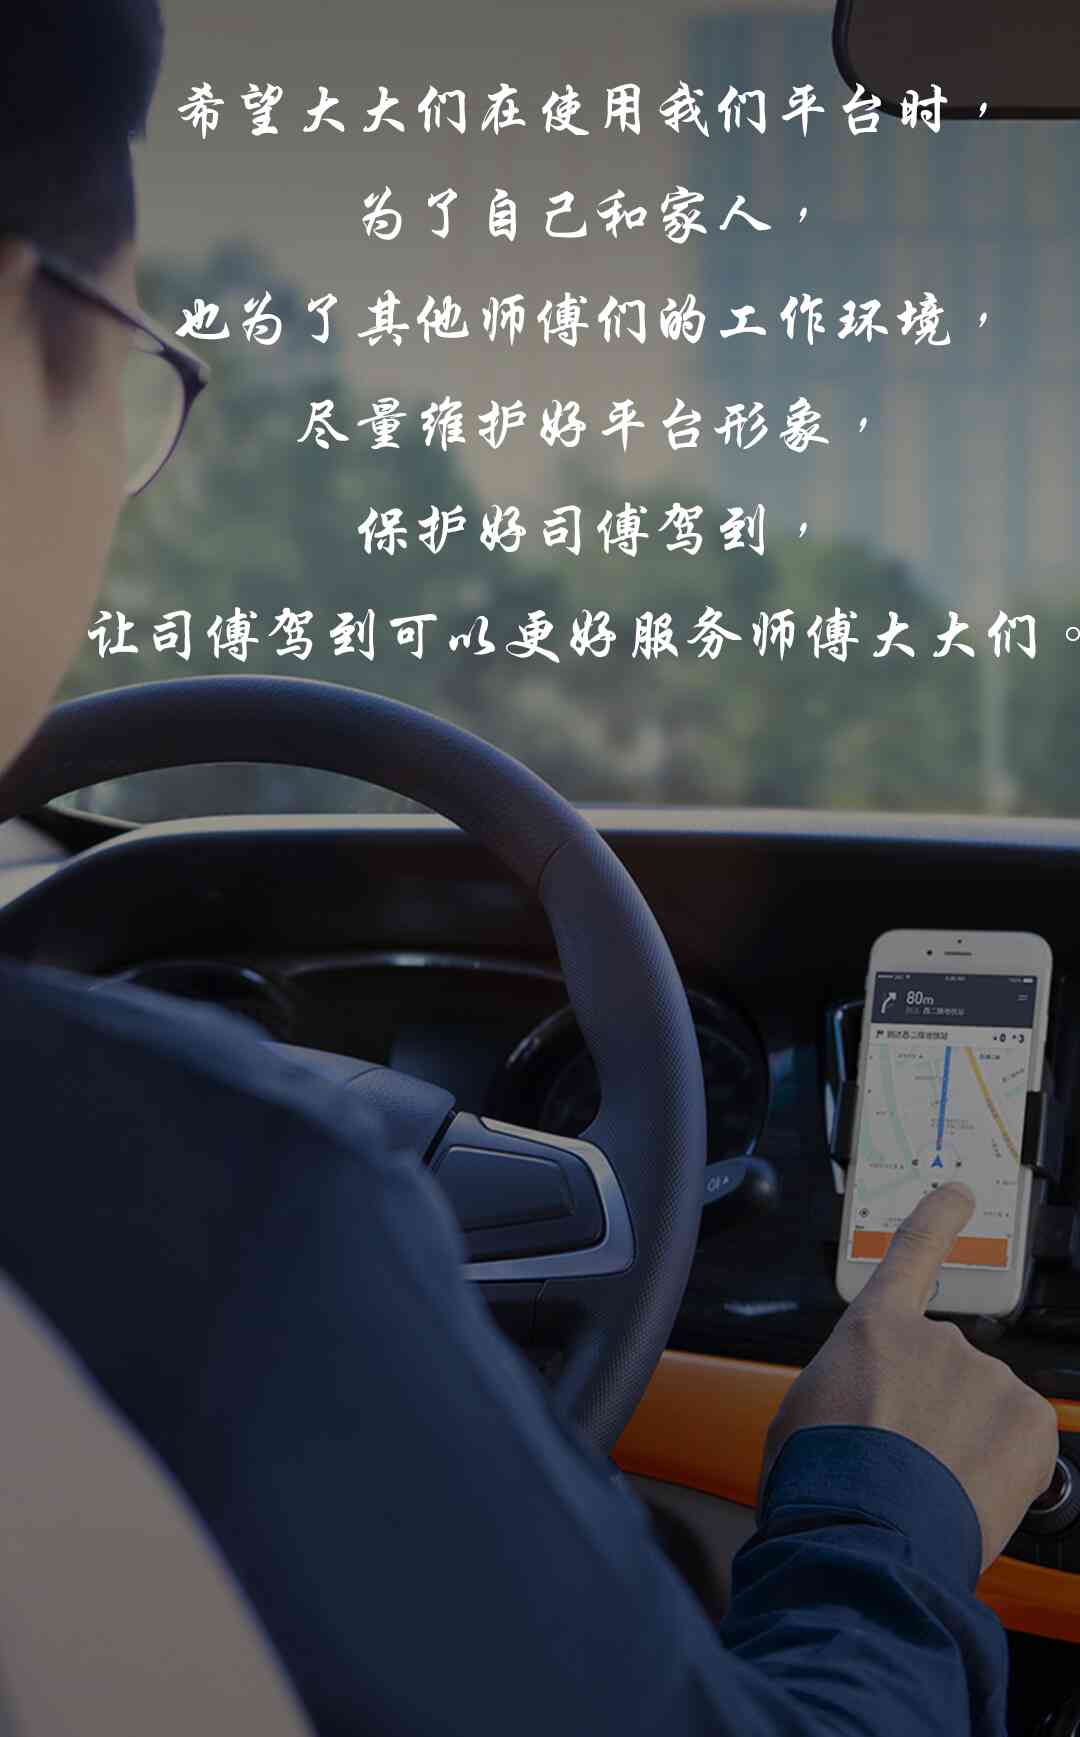 希望大大们在使用我们平台时，
为了自己和家人，
也为了其他师傅们的工作环境，
尽量维护好平台形象，
保护好司傅驾到，
让司傅驾到可以更好服务师傅大大们。
80m